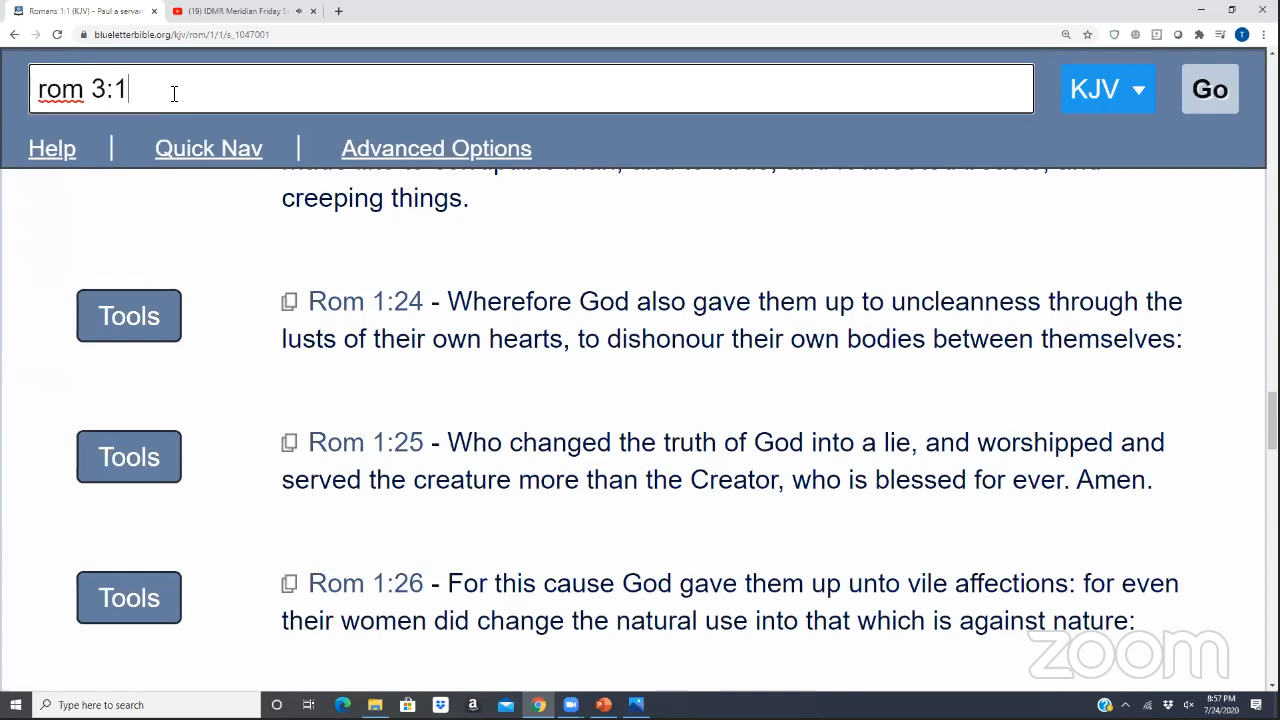 Romans 1:1 (KJV) - Paul a servan
(19) IDMR Meridian Friday S
blueletterbible.org/kjv/rom/1/1/s_1047001
T
rom 3:1
KJV
Go
Help | Quick Nav | Advanced Options
creeping things.
Tools
Rom 1:24 - Wherefore God also gave them up to uncleanness through the
lusts of their own hearts, to dishonour their own bodies between themselves:
Tools
Rom 1:25 - Who changed the truth of God into a lie, and worshipped and
served the creature more than the Creator, who is blessed for ever. Amen.
Tools
Rom 1:26 - For this cause God gave them up unto vile affections: for even
their women did change the natural use into that which is against nature:
zoom
Type here to search
8:57 PM
7/24/2020